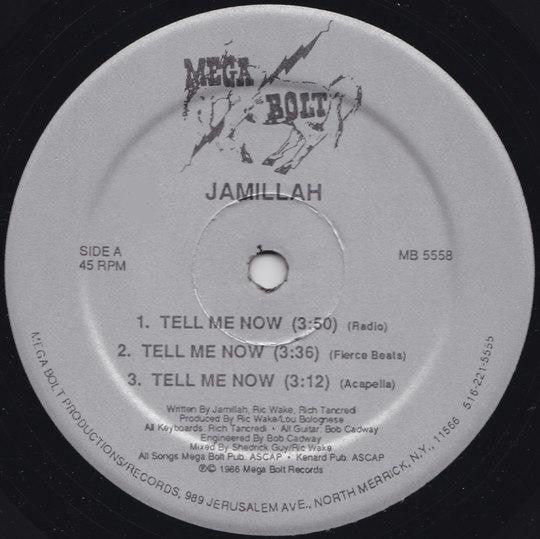 MEGA
BOLT
JAMILLAH
SIDE A
45 RPM
MB 5558
1. TELL ME NOW (3:50) (Radio)
2. TELL ME NOW (3:36) (Fierce Beats)
3. TELL ME NOW (3:12) (Acapella)
Written By Jamillah, Ric Wake, Rich Tancredi
Produced By Ric Wake/Lou Bolognese
All Keyboards: Rich Tancredi • All Guitar: Bob Cadway
Engineered By Bob Cadway
Mixed By Shedrick Guy/Ric Wake
All Songs Mega Bolt Pub. ASCAP • Kenard Pub. ASCAP
℗© 1986 Mega Bolt Records
MEGA BOLT PRODUCTIONS/RECORDS, 989 JERUSALEM AVE., NORTH MERRICK, N.Y., 11566 516-221-5555